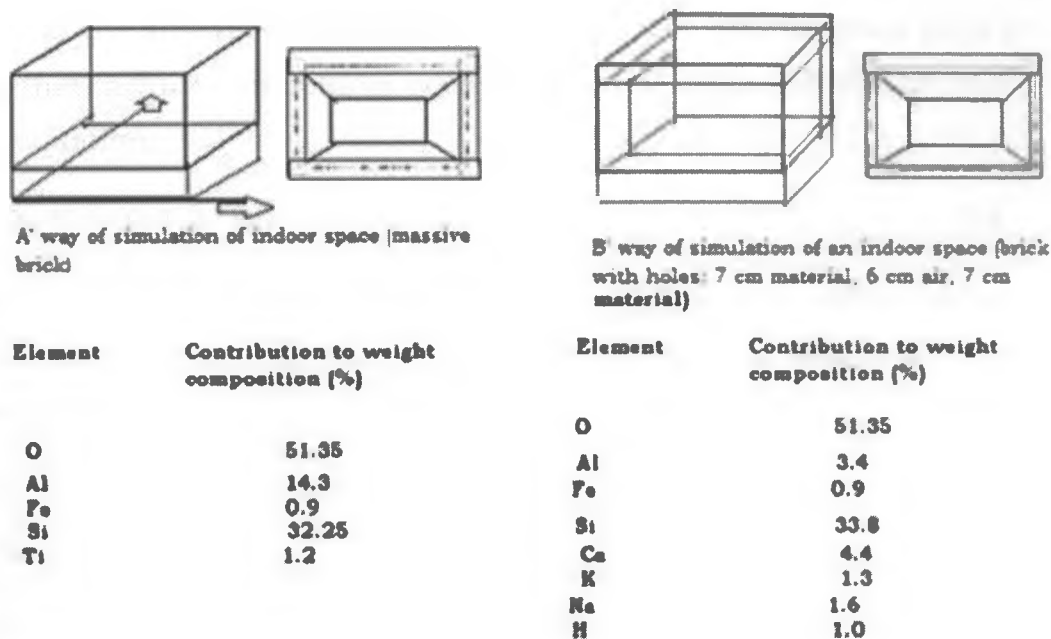 A' way of simulation of indoor space (massive
brick)
B' way of simulation of an indoor space (brick
with holes: 7 cm material, 6 cm air, 7 cm
material)
Element Contribution to weight
composition (%)
O 51.35
Al 14.3
Fe 0.9
Si 32.25
Ti 1.2
Element Contribution to weight
composition (%)
O 51.35
Al 3.4
Fe 0.9
Si 33.8
Ca 4.4
K 1.3
Na 1.6
H 1.0